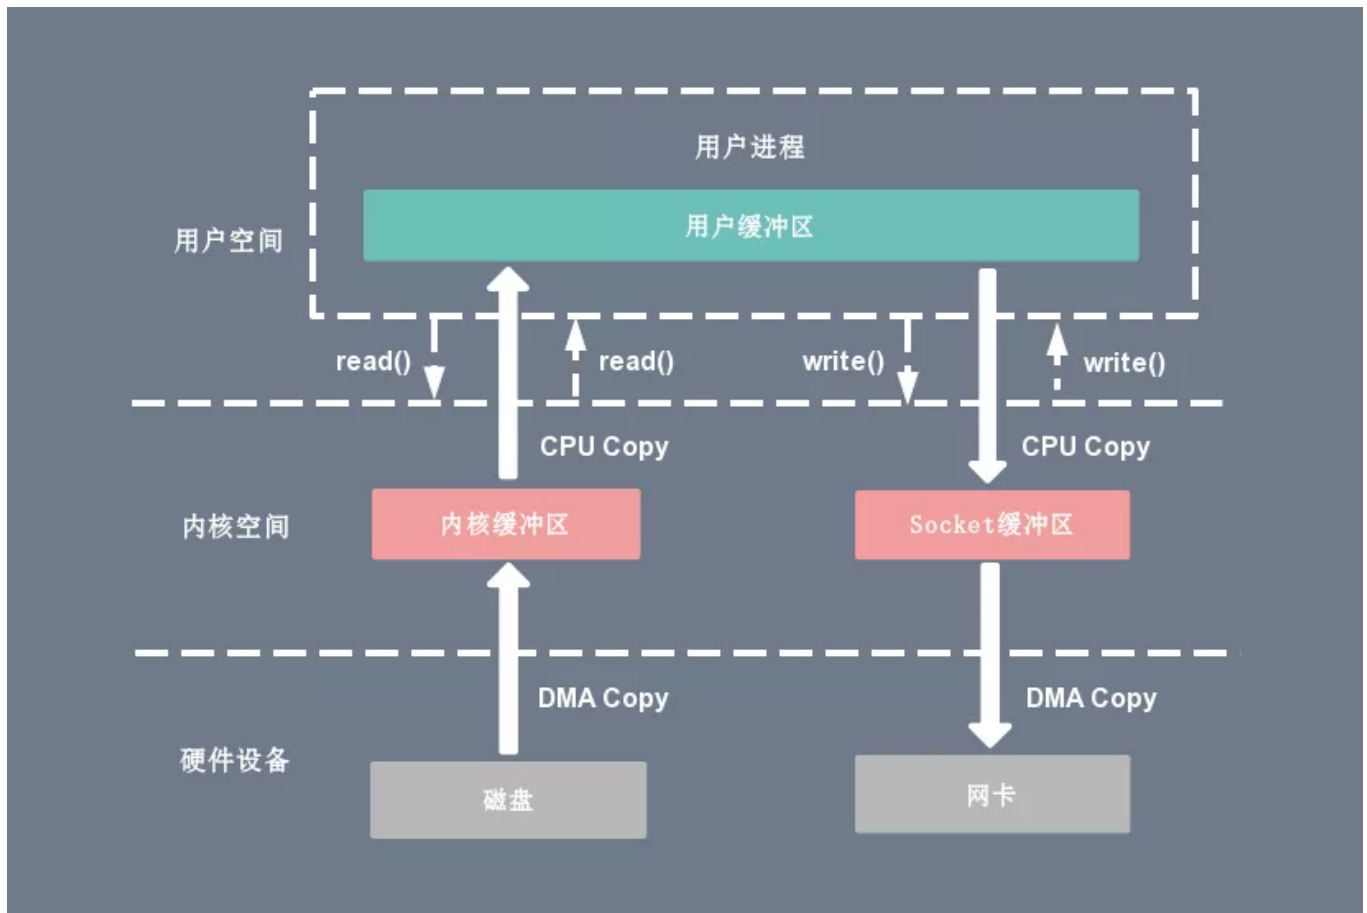 用户进程
用户缓冲区
用户空间
read()
read()
write()
write()
CPU Copy
CPU Copy
内核空间
内核缓冲区
Socket缓冲区
DMA Copy
DMA Copy
硬件设备
磁盘
网卡